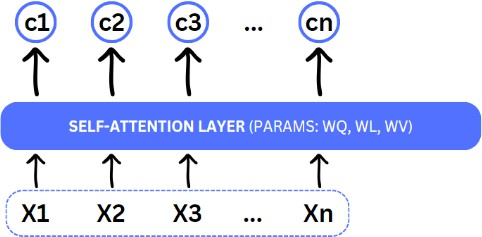 c1 c2 c3 ... cn
SELF-ATTENTION LAYER (PARAMS: WQ, WL, WV)
X1 X2 X3 ... Xn